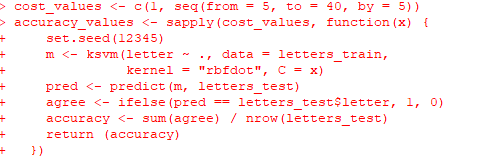 > cost_values <- c(1, seq(from = 5, to = 40, by = 5))
> accuracy_values <- sapply(cost_values, function(x) {
+     set.seed(12345)
+     m <- ksvm(letter ~ ., data = letters_train,
+               kernel = "rbfdot", C = x)
+     pred <- predict(m, letters_test)
+     agree <- ifelse(pred == letters_test$letter, 1, 0)
+     accuracy <- sum(agree) / nrow(letters_test)
+     return (accuracy)
+   })